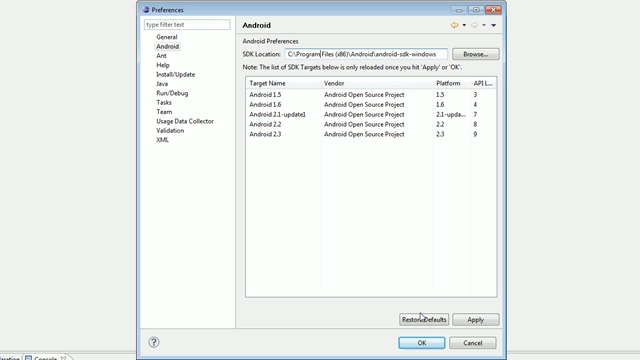 Preferences
type filter text
Android
General
Android
Ant
Help
Install/Update
Java
Run/Debug
Tasks
Team
Usage Data Collector
Validation
XML
Android Preferences
SDK Location: C:\Program Files (x86)\Android\android-sdk-windows Browse...
Note: The list of SDK Targets below is only reloaded once you hit 'Apply' or 'OK'.
Target Name Vendor Platform API L...
Android 1.5 Android Open Source Project 1.5 3
Android 1.6 Android Open Source Project 1.6 4
Android 2.1-update1 Android Open Source Project 2.1-upda... 7
Android 2.2 Android Open Source Project 2.2 8
Android 2.3 Android Open Source Project 2.3 9
Restore Defaults Apply
OK Cancel
laration Console